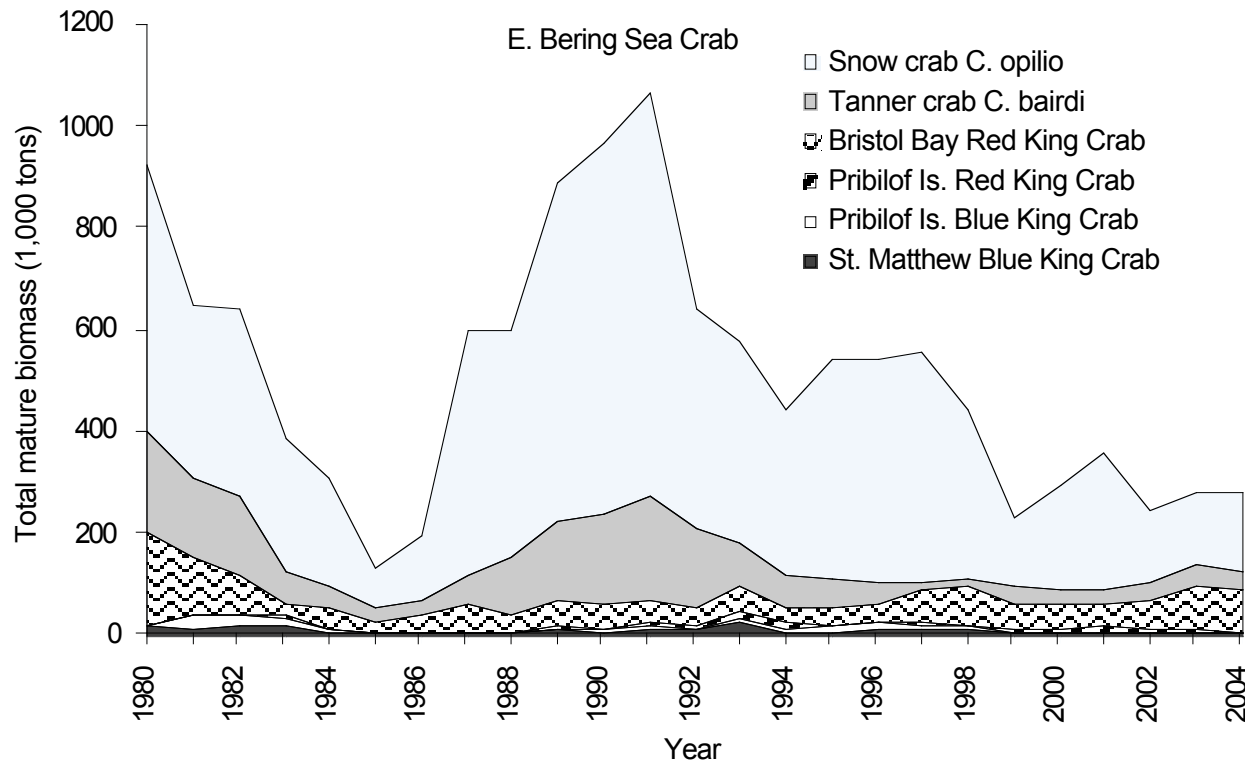 E. Bering Sea Crab
Snow crab C. opilio
Tanner crab C. bairdi
Bristol Bay Red King Crab
Pribilof Is. Red King Crab
Pribilof Is. Blue King Crab
St. Matthew Blue King Crab
Total mature biomass (1,000 tons)
1200
1000
800
600
400
200
0
1980
1982
1984
1986
1988
1990
1992
1994
1996
1998
2000
2002
2004
Year